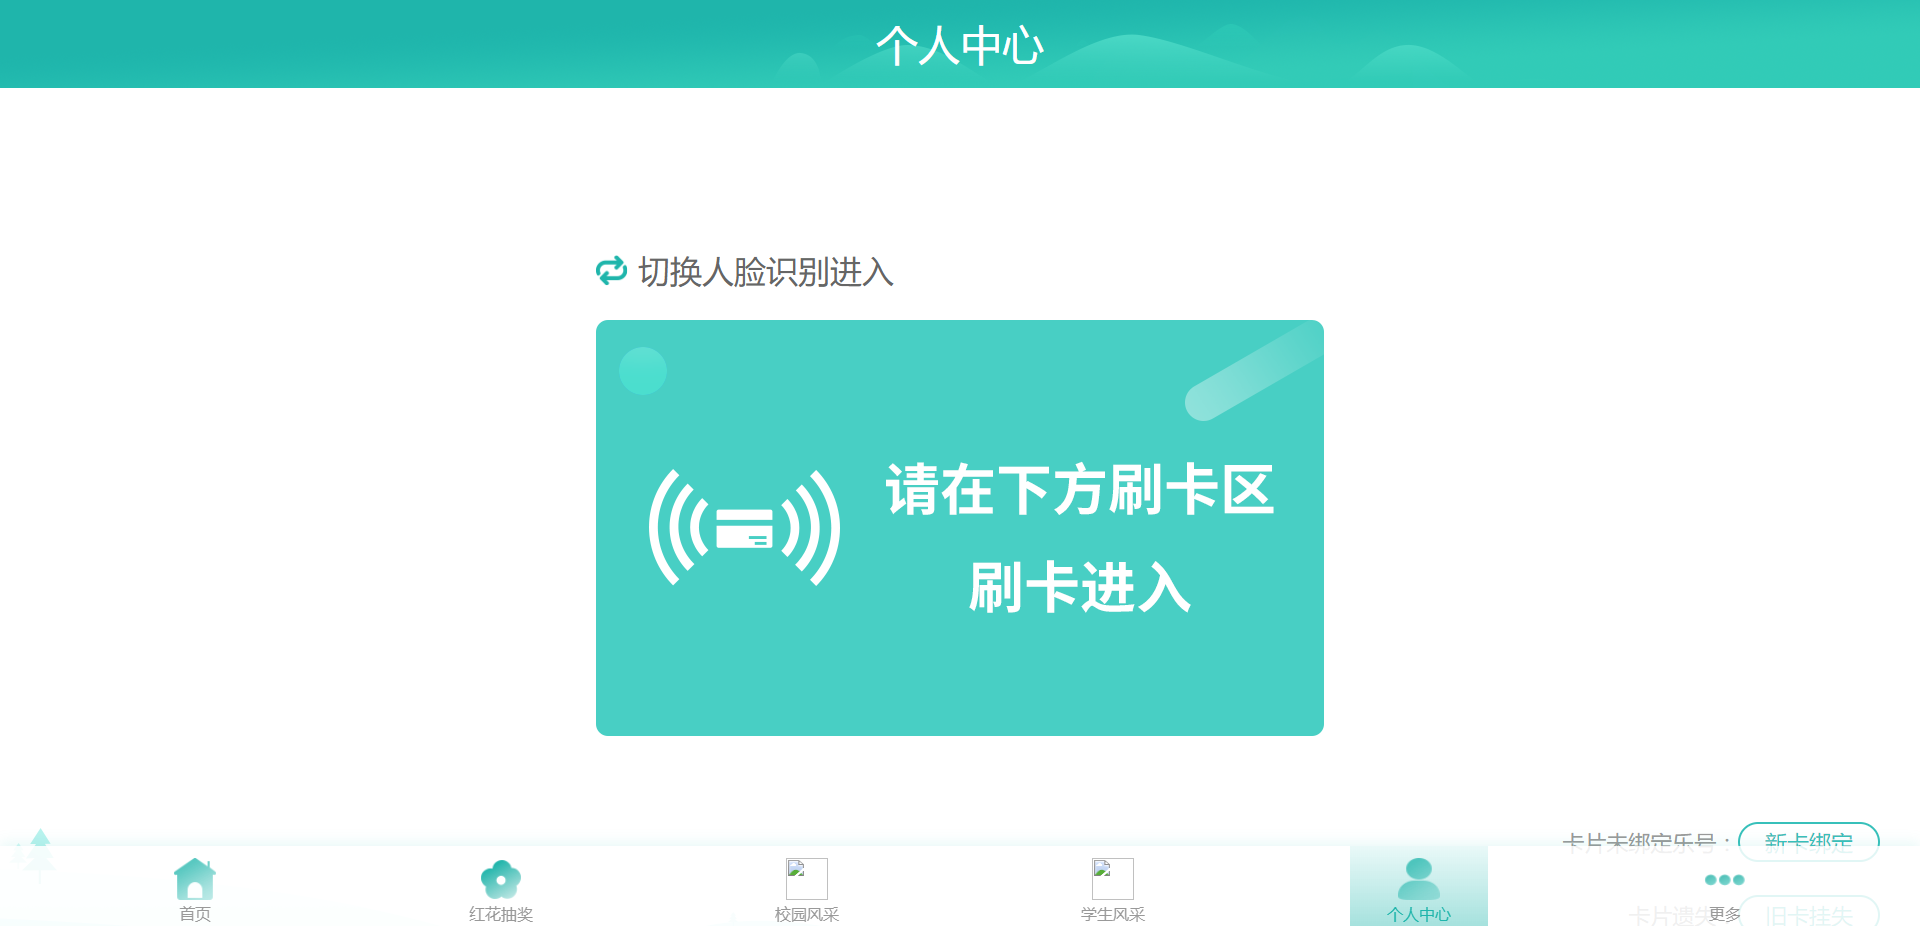 个人中心
切换人脸识别进入
请在下方刷卡区
刷卡进入
卡片未绑定乐号：
新卡绑定
首页
红花抽奖
校园风采
学生风采
个人中心
更多
卡片遗失
旧卡挂失